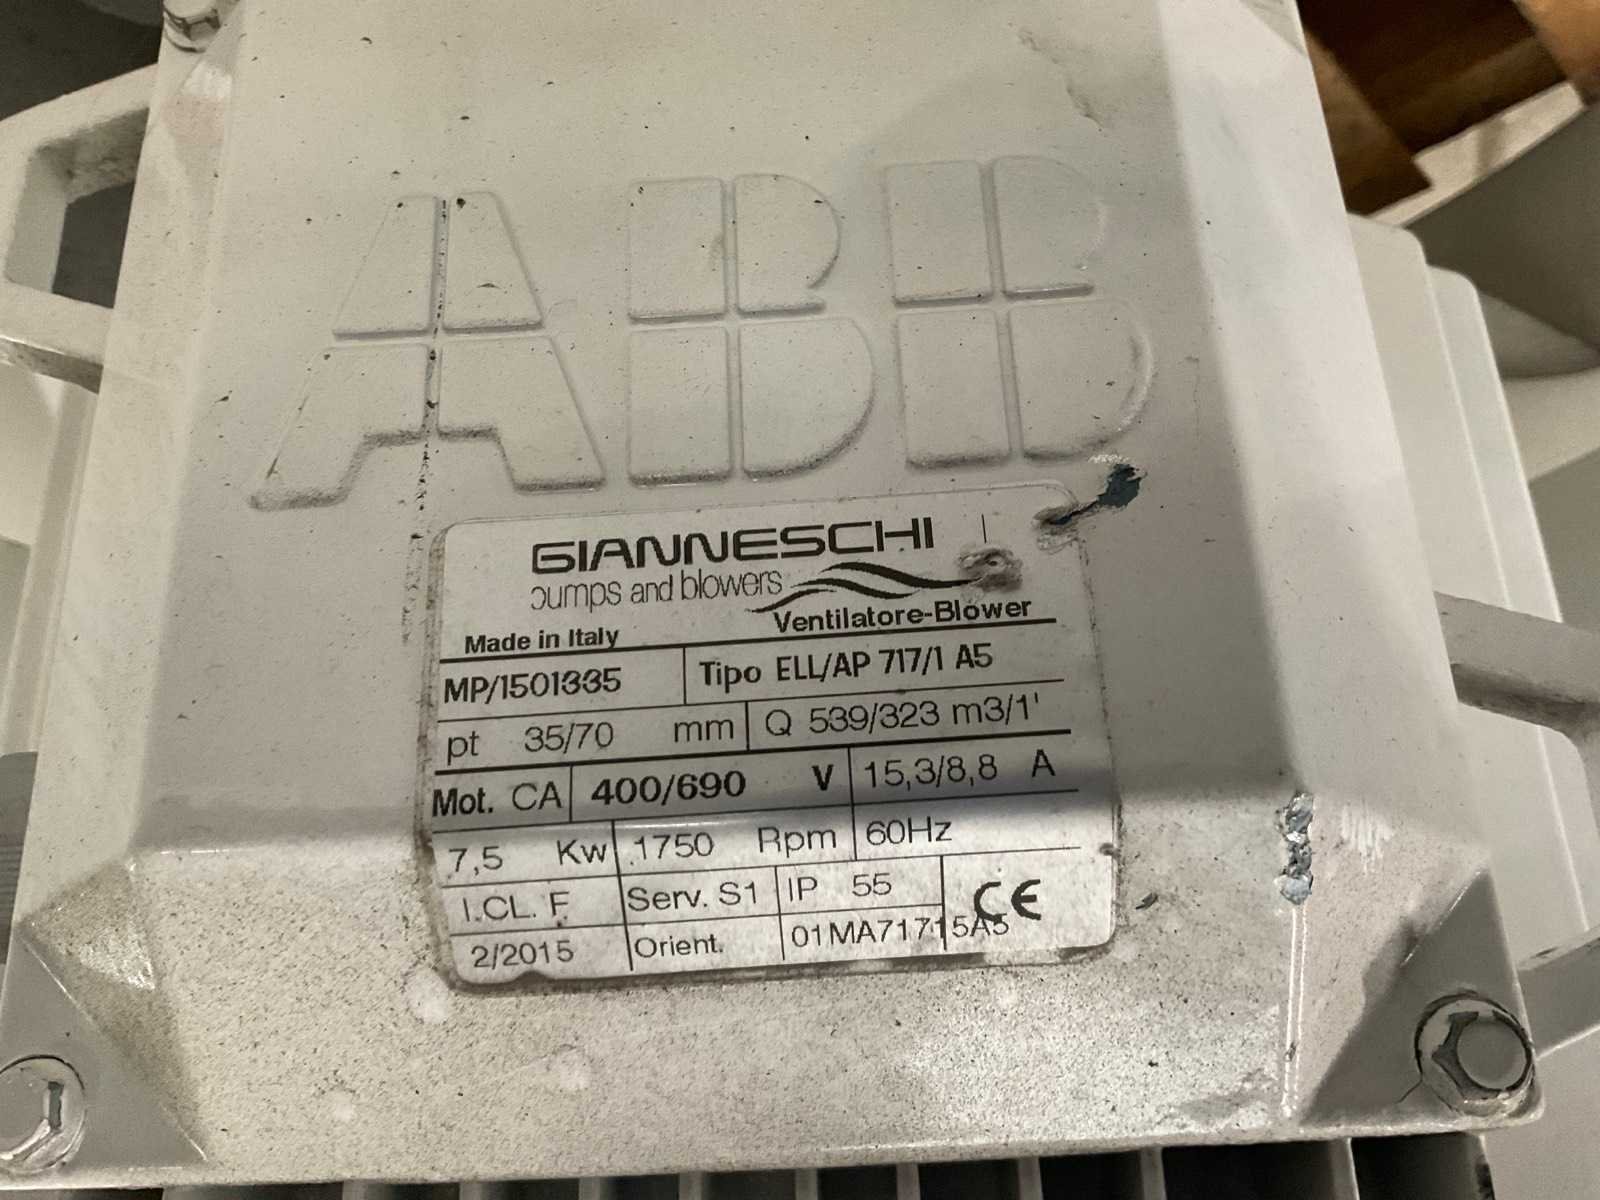 ABB
GIANNESCHI
pumps and blowers
Ventilatore-Blower
Made in Italy
MP/1501335 Tipo ELL/AP 717/1 A5
pt 35/70 mm Q 539/323 m3/1'
Mot. CA 400/690 V 15,3/8,8 A
7,5 Kw 1750 Rpm 60Hz
I.CL. F Serv. S1 IP 55 CE
2/2015 Orient. 01MA71715A5